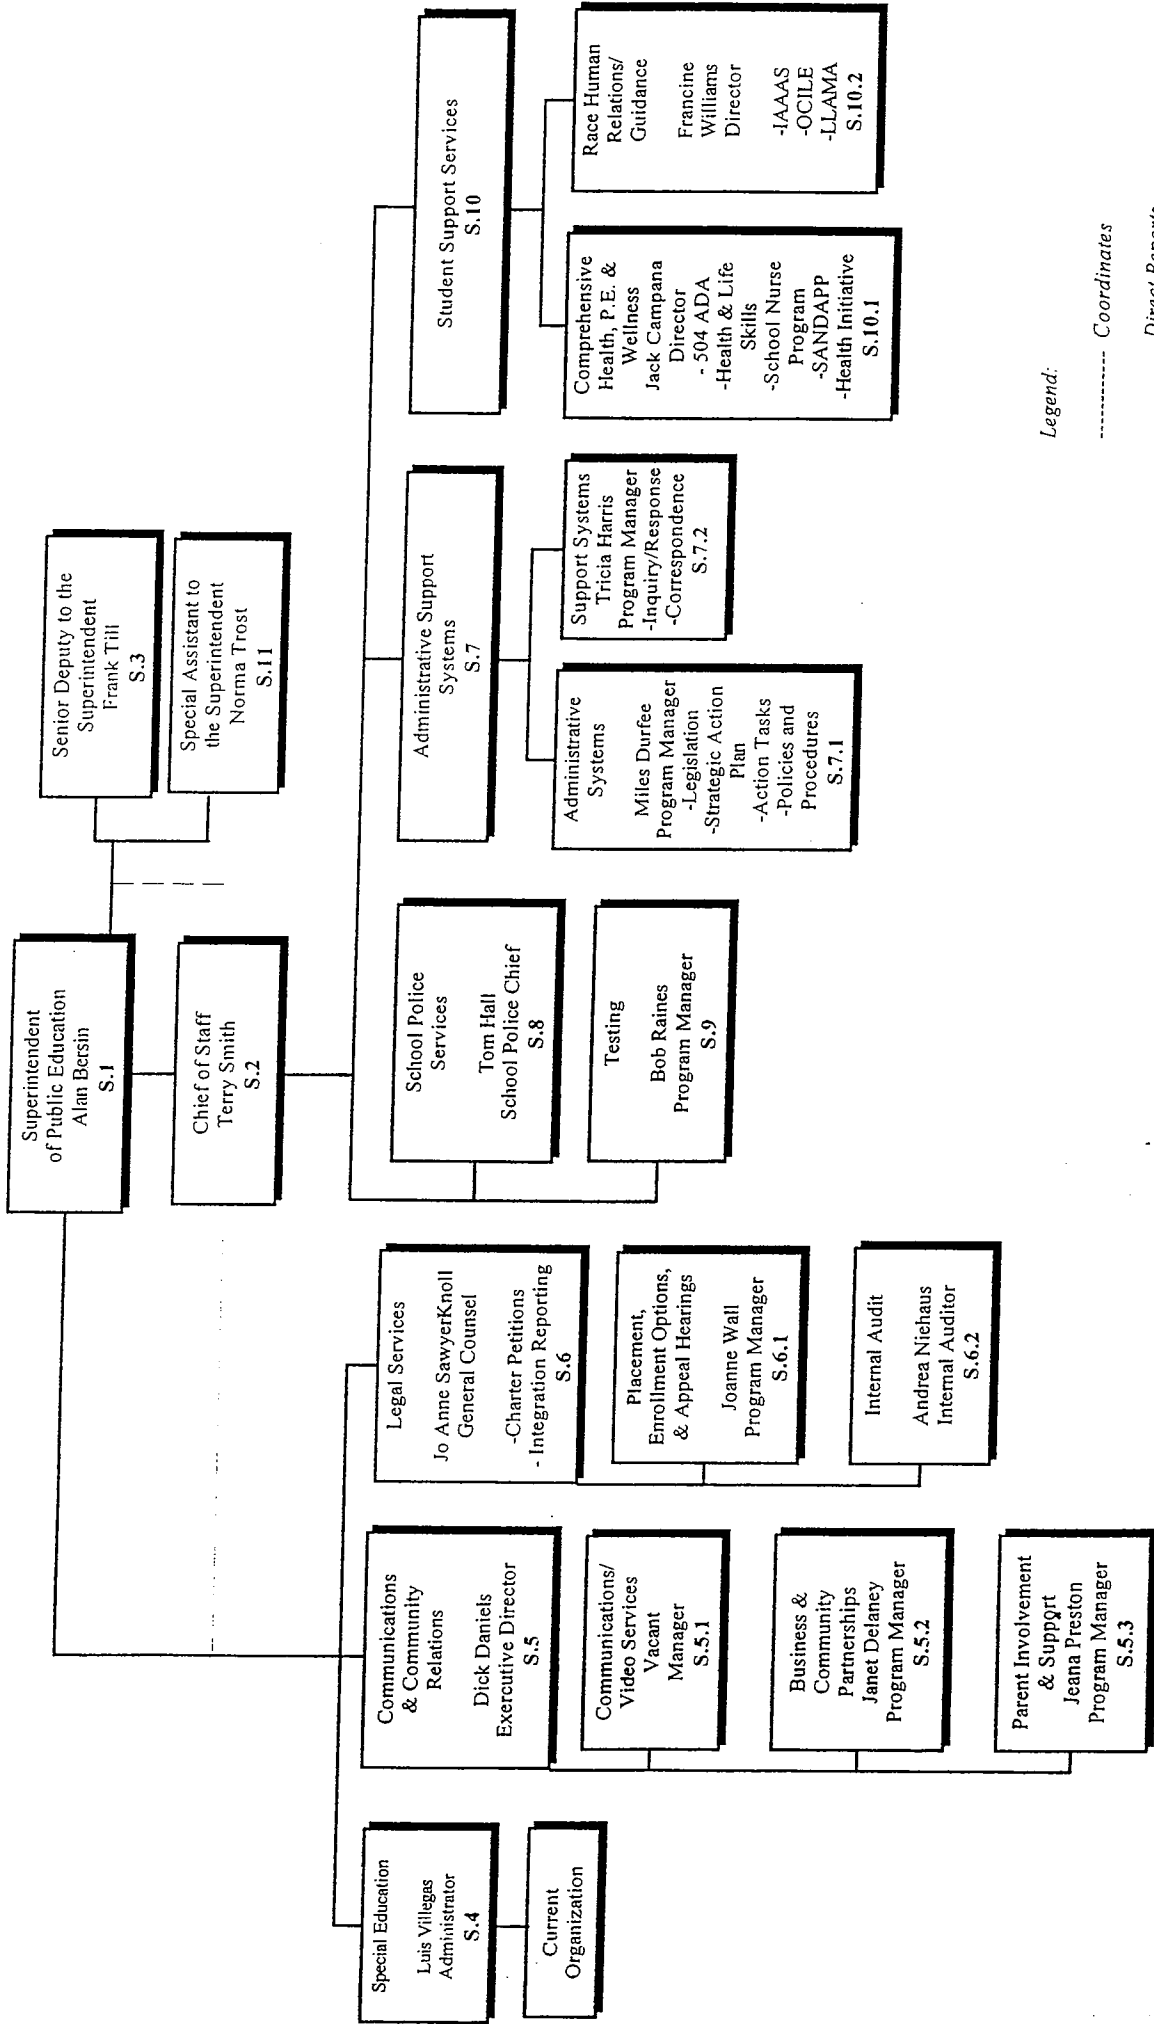 Superintendent
of Public Education
Alan Bersin
S.1
Senior Deputy to the
Superintendent
Frank Till
S.3
Special Assistant to
the Superintendent
Norma Trost
S.11
Chief of Staff
Terry Smith
S.2
Special Education
Luis Villegas
Administrator
S.4
Current
Organization
Communications
& Community
Relations
Dick Daniels
Exercutive Director
S.5
Communications/
Video Services
Vacant
Manager
S.5.1
Business &
Community
Partnerships
Janet Delaney
Program Manager
S.5.2
Parent Involvement
& Support
Jeana Preston
Program Manager
S.5.3
Legal Services
Jo Anne SawyerKnoll
General Counsel
-Charter Petitions
- Integration Reporting
S.6
Placement,
Enrollment Options,
& Appeal Hearings
Joanne Wall
Program Manager
S.6.1
Internal Audit
Andrea Niehaus
Internal Auditor
S.6.2
School Police
Services
Tom Hall
School Police Chief
S.8
Testing
Bob Raines
Program Manager
S.9
Administrative Support
Systems
S.7
Administrative
Systems
Miles Durfee
Program Manager
-Legislation
-Strategic Action
Plan
-Action Tasks
-Policies and
Procedures
S.7.1
Support Systems
Tricia Harris
Program Manager
-Inquiry/Response
-Correspondence
S.7.2
Student Support Services
S.10
Comprehensive
Health, P.E. &
Wellness
Jack Campana
Director
- 504 ADA
-Health & Life
Skills
-School Nurse
Program
-SANDAPP
-Health Initiative
S.10.1
Race Human
Relations/
Guidance
Francine
Williams
Director
-IAAAS
-OCILE
-LLAMA
S.10.2
Legend:
------------ Coordinates
Direct Reports